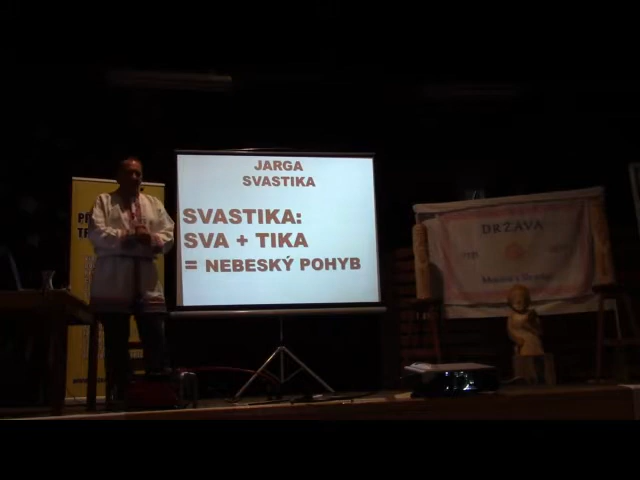 JARGA
SVASTIKA
SVASTIKA:
SVA + TIKA
= NEBESKÝ POHYB
DRŽAVA